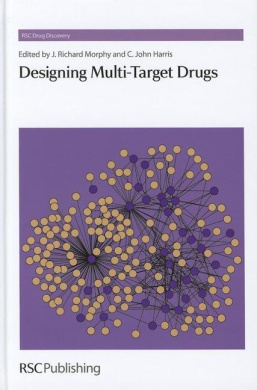 RSC Drug Discovery
Edited by J. Richard Morphy and C. John Harris
Designing Multi-Target Drugs
RSCPublishing